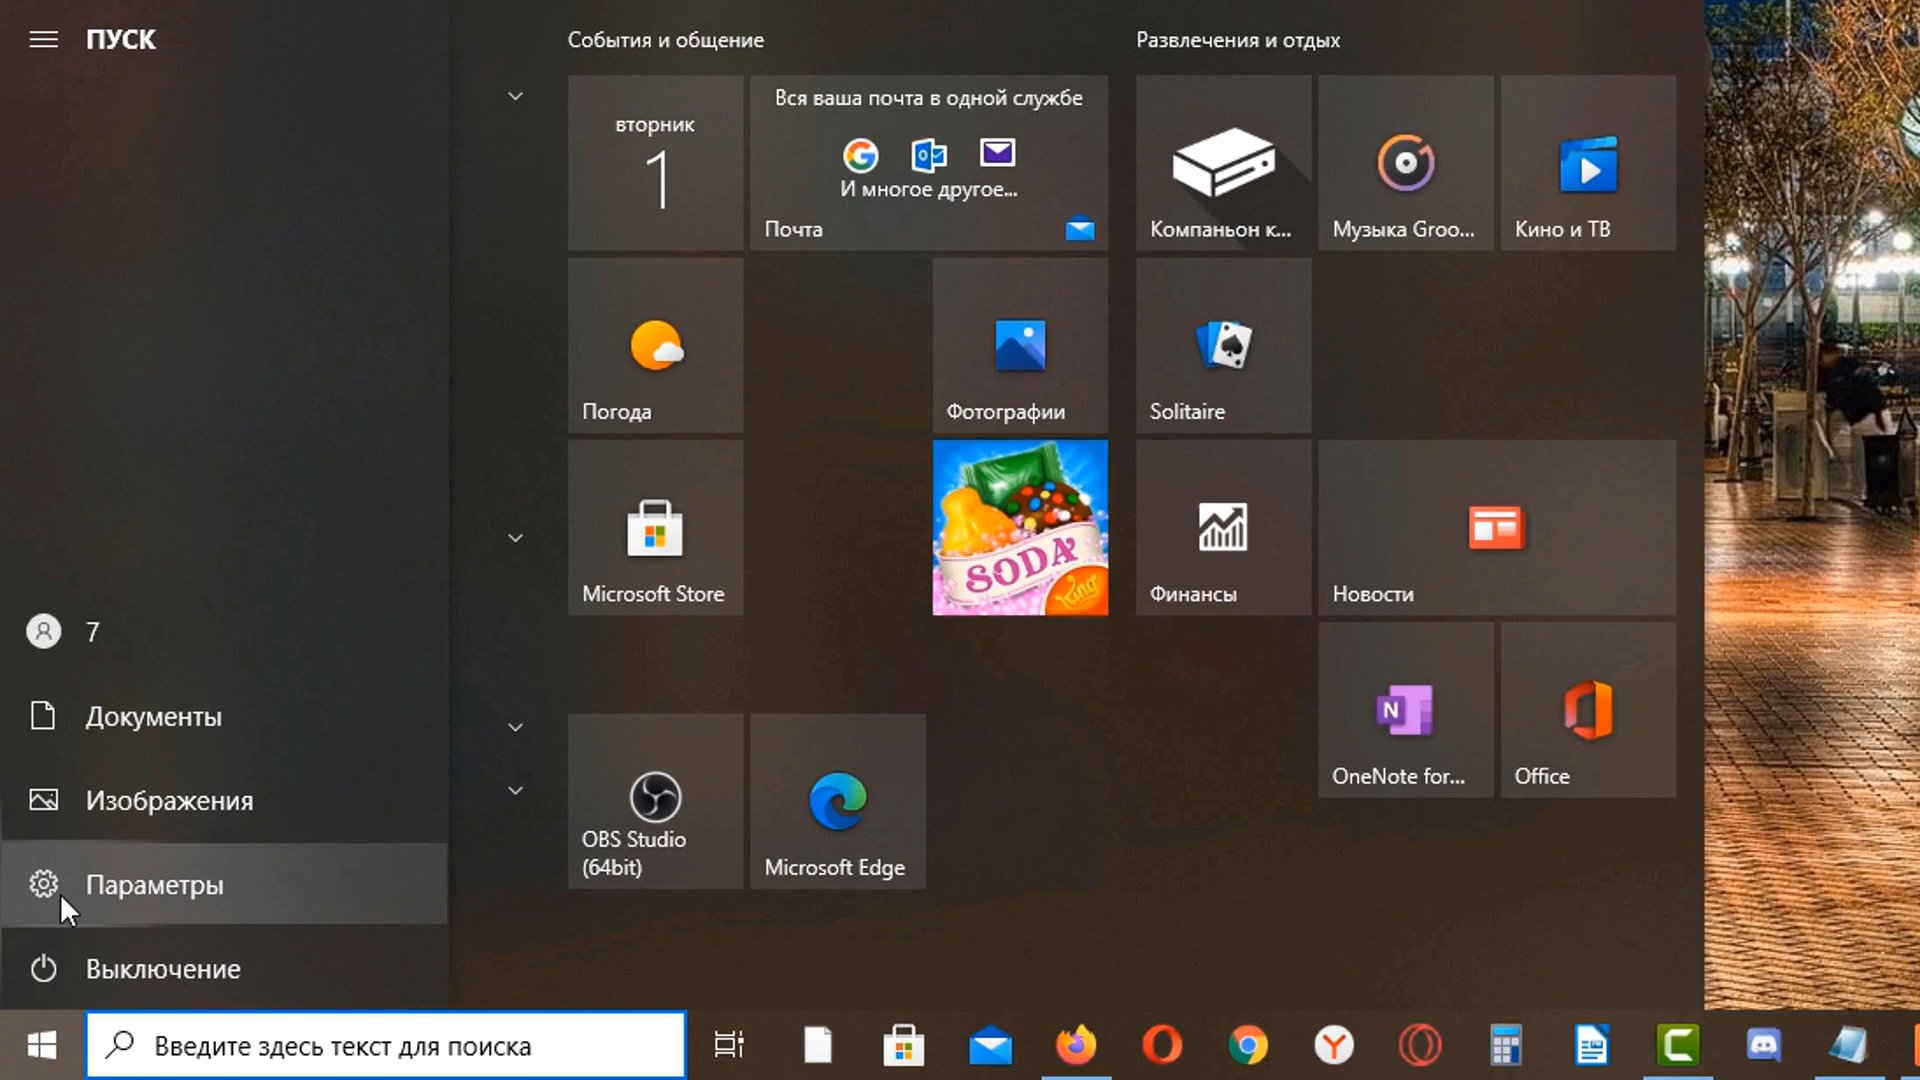 ПУСК
7
Документы
Изображения
Параметры
Выключение
События и общение
вторник
1
Вся ваша почта в одной службе
И многое другое...
Почта
Погода
Фотографии
Microsoft Store
SODA
King
OBS Studio
(64bit)
Microsoft Edge
Развлечения и отдых
Компаньон к...
Музыка Groo...
Кино и ТВ
Solitaire
Финансы
Новости
OneNote for...
Office
Введите здесь текст для поиска